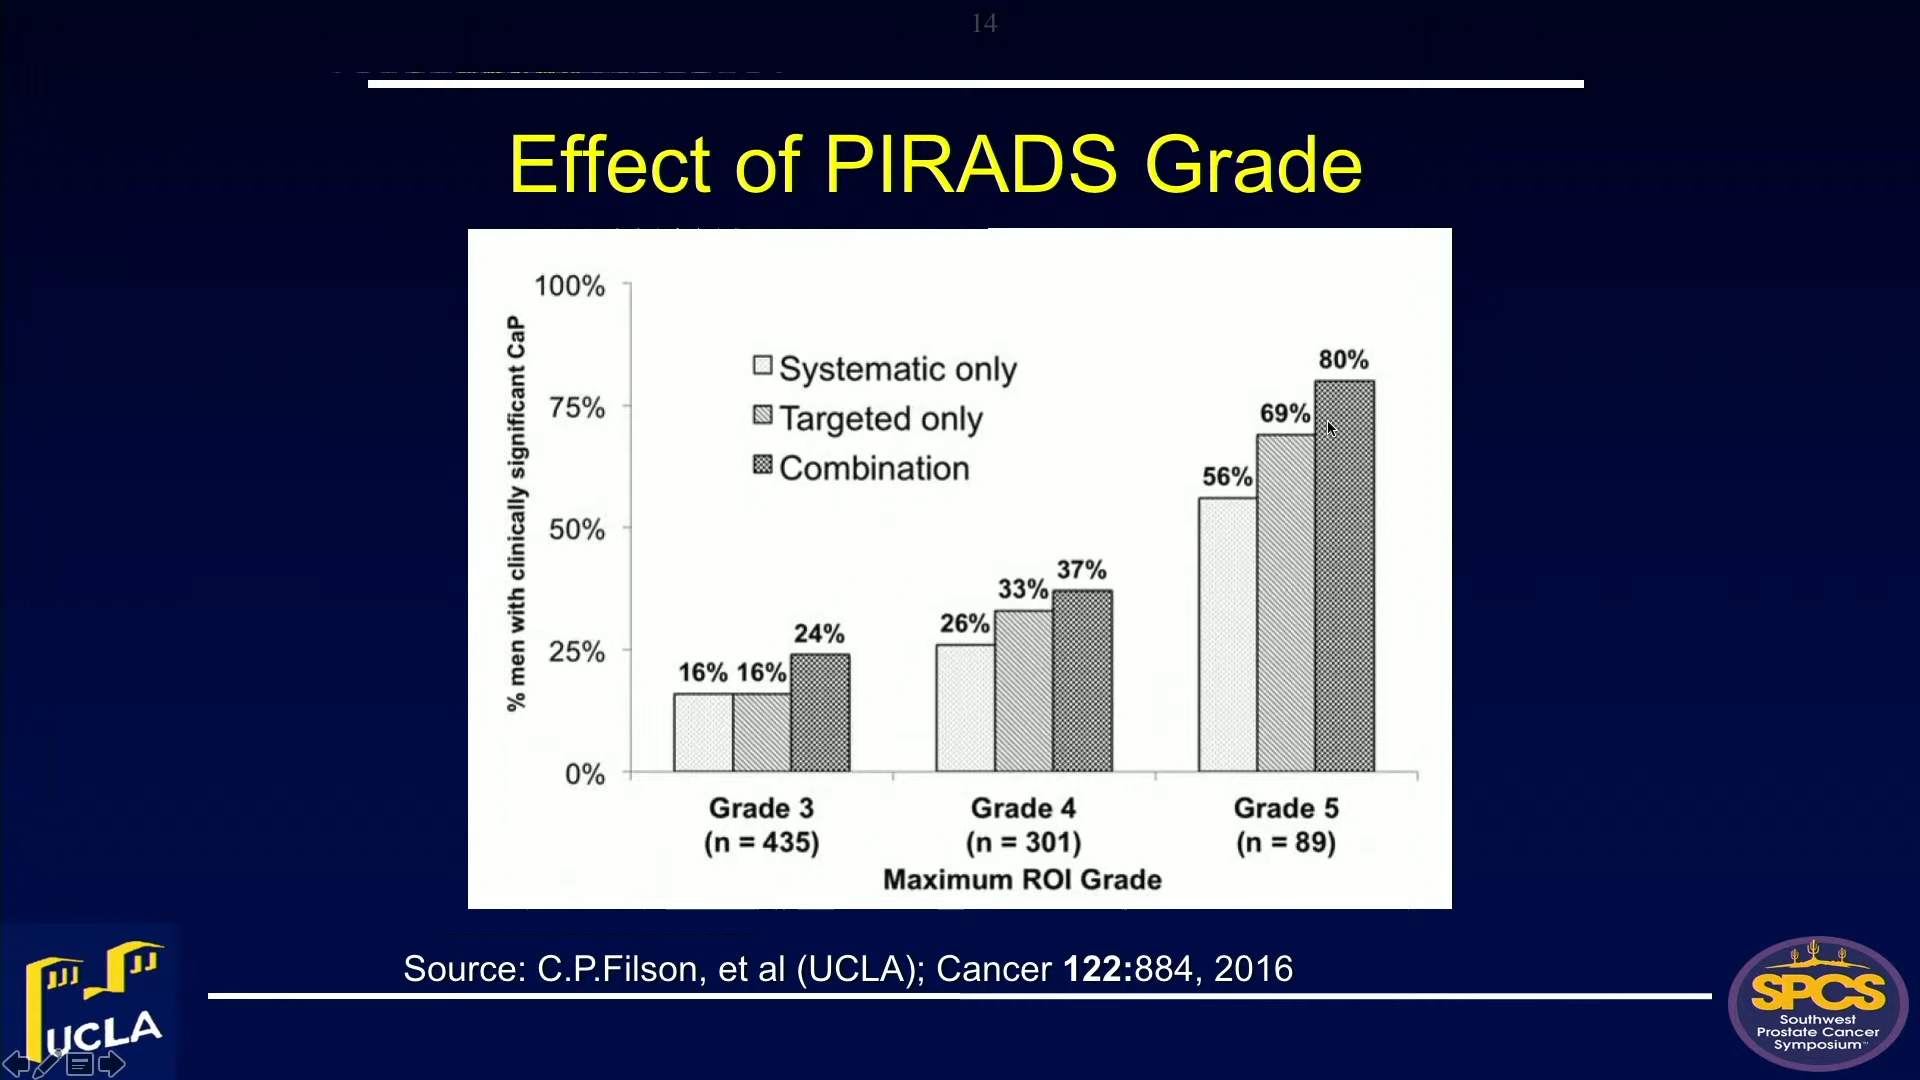 14
Effect of PIRADS Grade
% men with clinically significant CaP
100%
75%
50%
25%
0%
Systematic only
Targeted only
Combination
16% 16% 24%
26% 33% 37%
56% 69% 80%
Grade 3 Grade 4 Grade 5
(n = 435) (n = 301) (n = 89)
Maximum ROI Grade
Source: C.P.Filson, et al (UCLA); Cancer 122:884, 2016
UCLA
SPCS
Southwest
Prostate Cancer
Symposium™